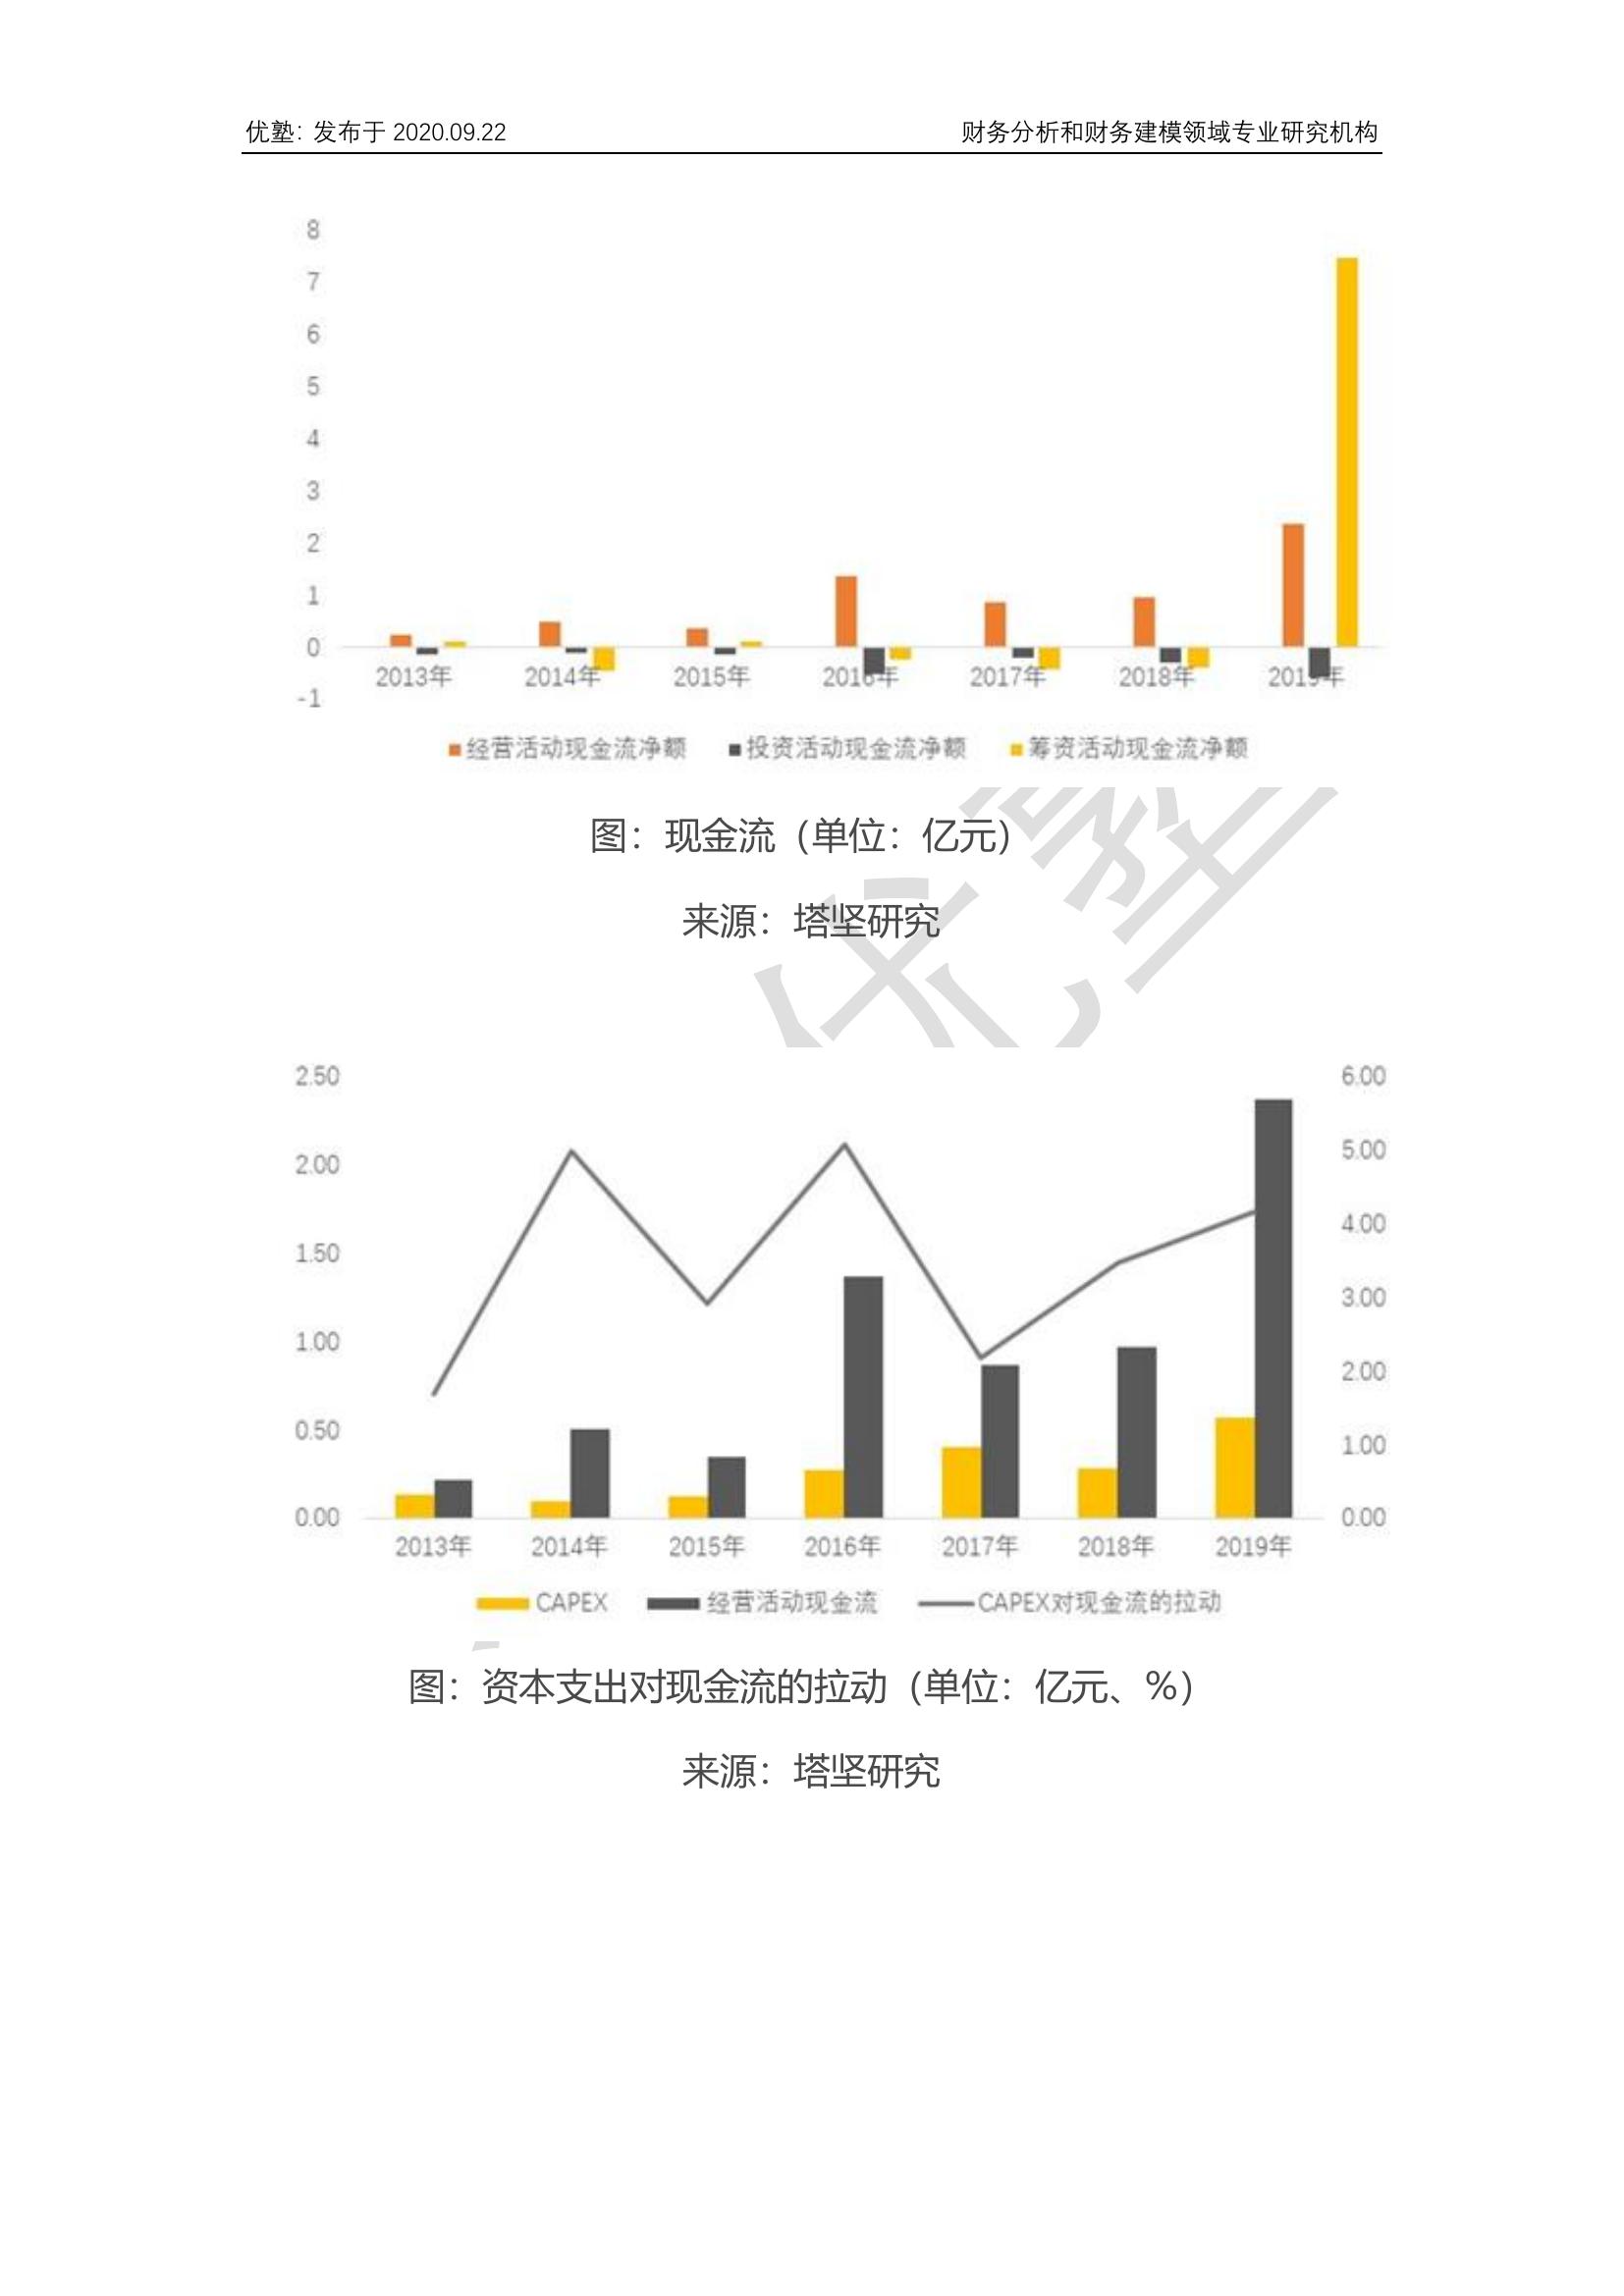 优塾：发布于 2020.09.22
财务分析和财务建模领域专业研究机构
8
7
6
5
4
3
2
1
0
-1
2013年 2014年 2015年 2016年 2017年 2018年 2019年
经营活动现金流净额 投资活动现金流净额 筹资活动现金流净额
图：现金流（单位：亿元）
来源：塔坚研究
2.50 6.00
2.00 5.00
1.50 4.00
1.00 3.00
0.50 2.00
0.00 1.00
0.00
2013年 2014年 2015年 2016年 2017年 2018年 2019年
CAPEX 经营活动现金流 CAPEX对现金流的拉动
图：资本支出对现金流的拉动（单位：亿元、%）
来源：塔坚研究